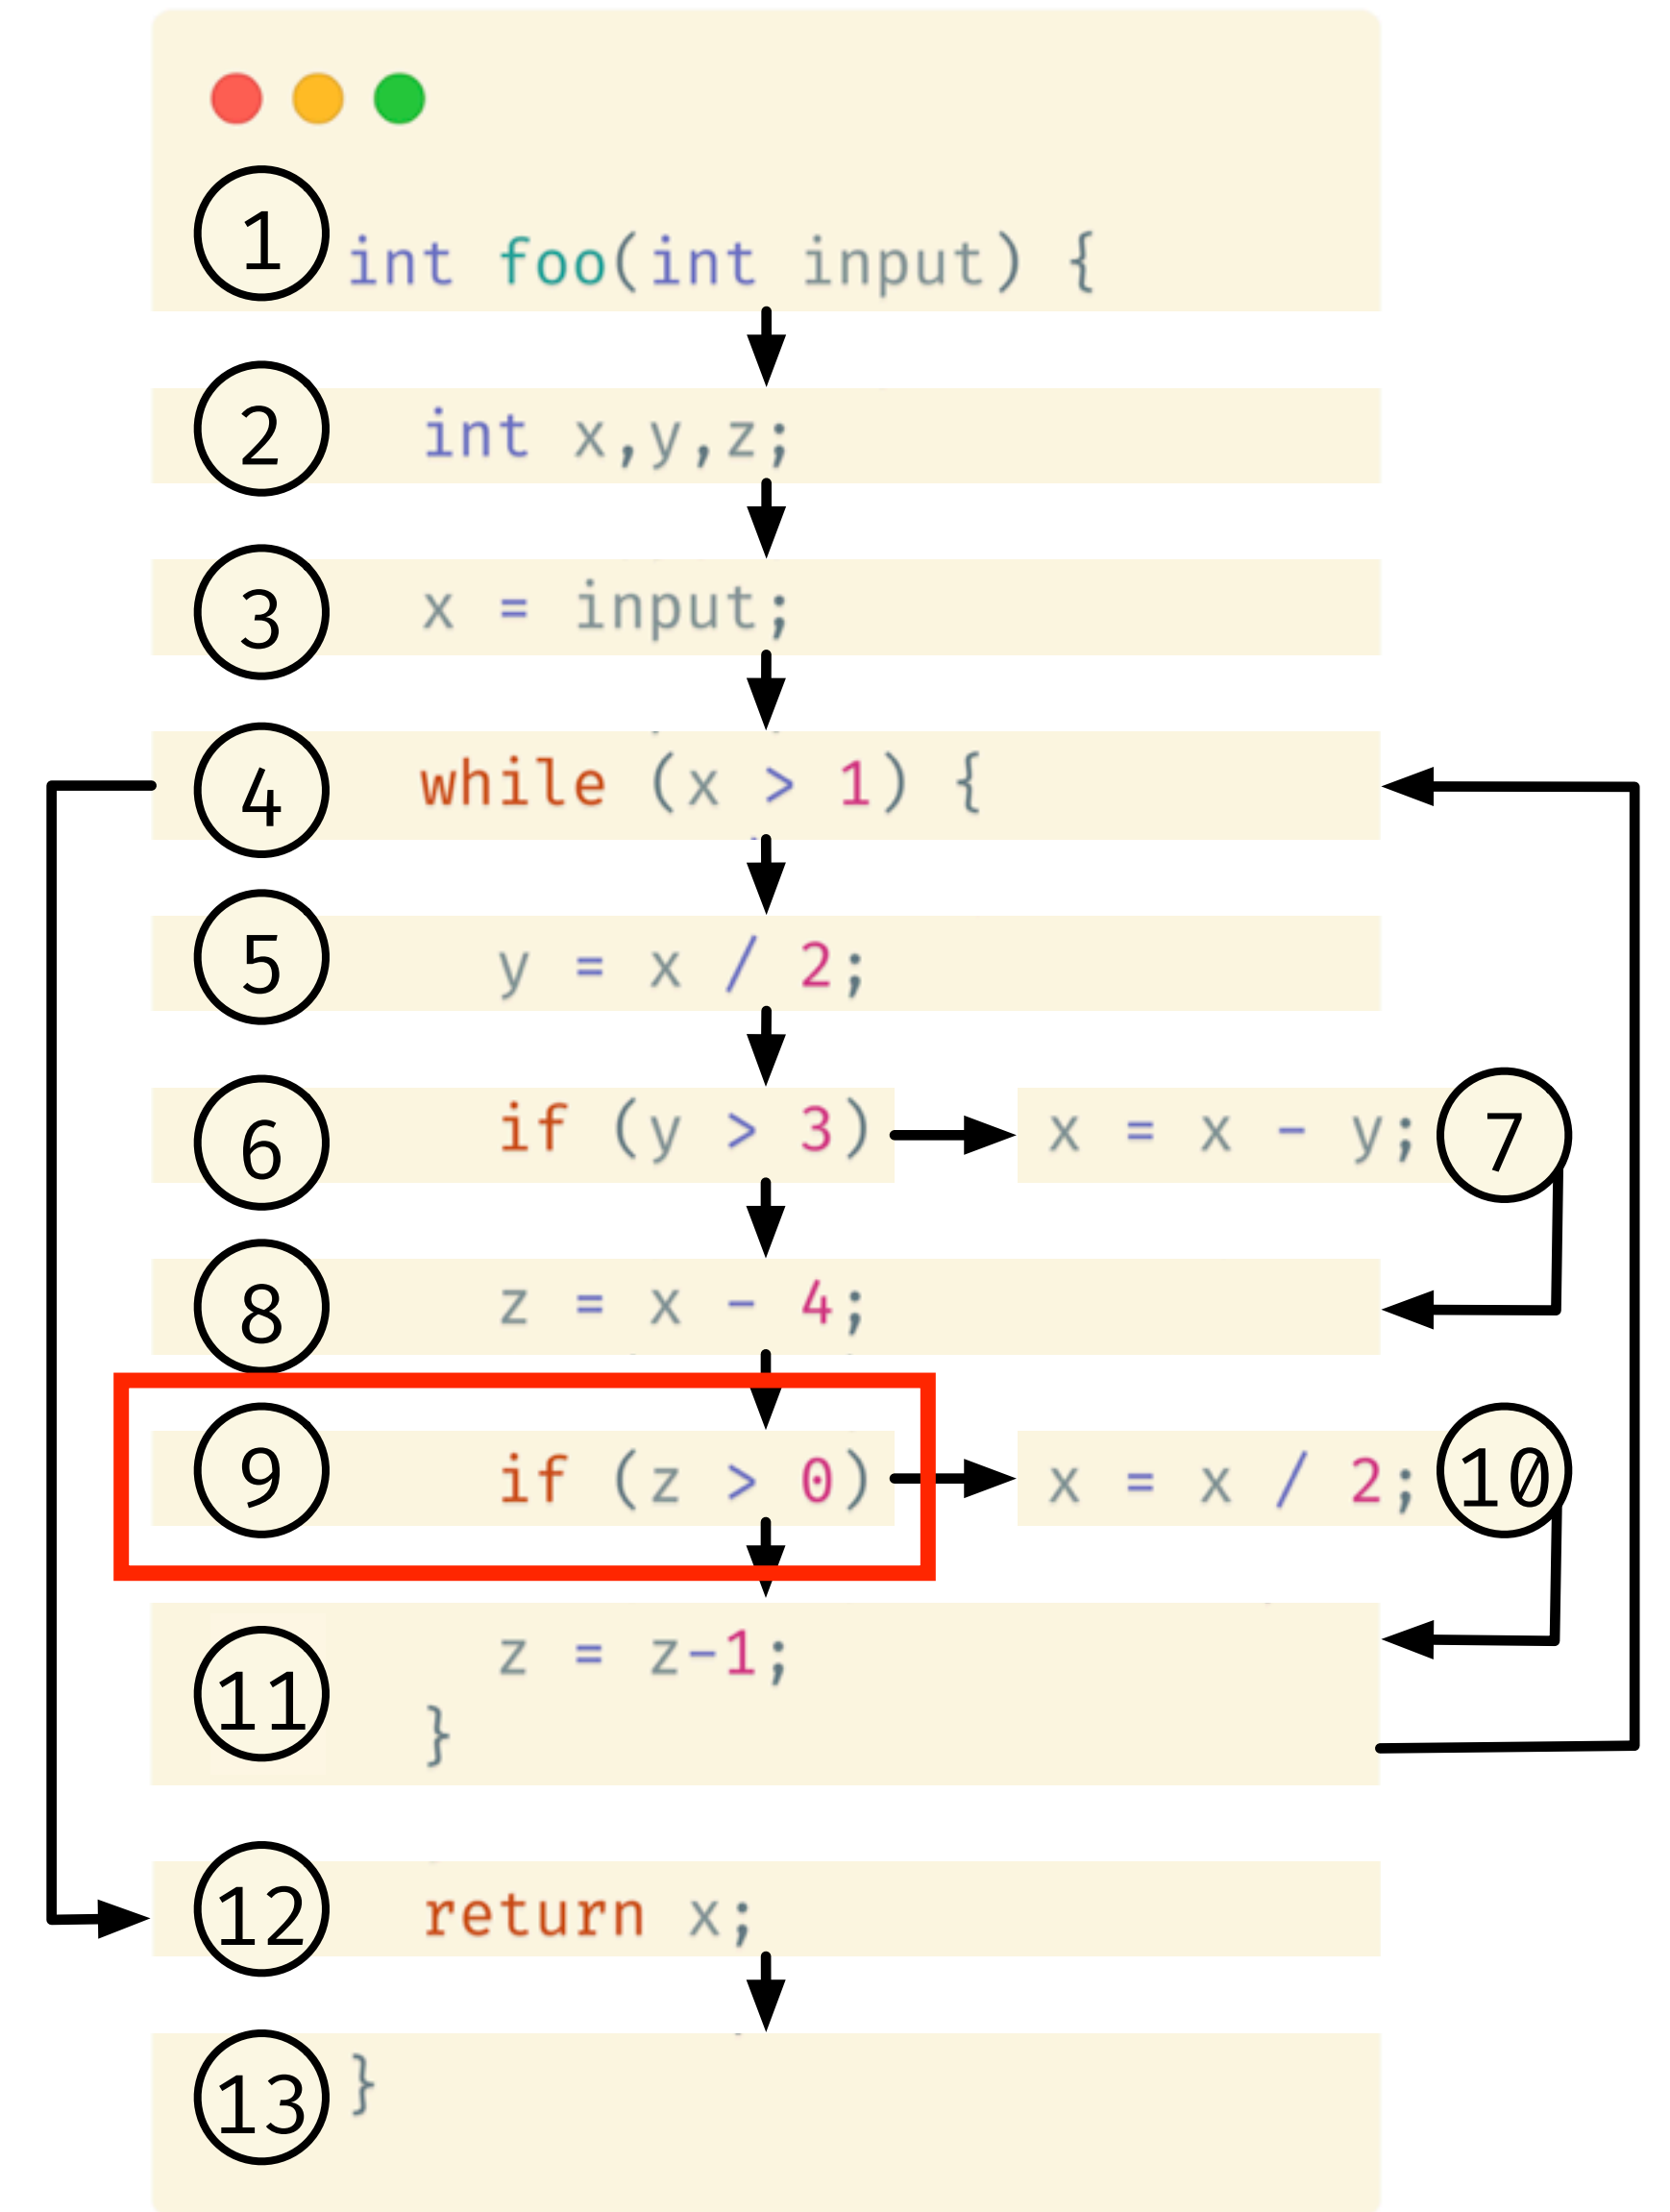 1 int foo(int input) {
2 int x,y,z;
3 x = input;
4 while (x > 1) {
5 y = x / 2;
6 if (y > 3) x = x - y; 7
8 z = x - 4;
9 if (z > 0) x = x / 2; 10
z = z-1;
11
}
12 return x;
13 }